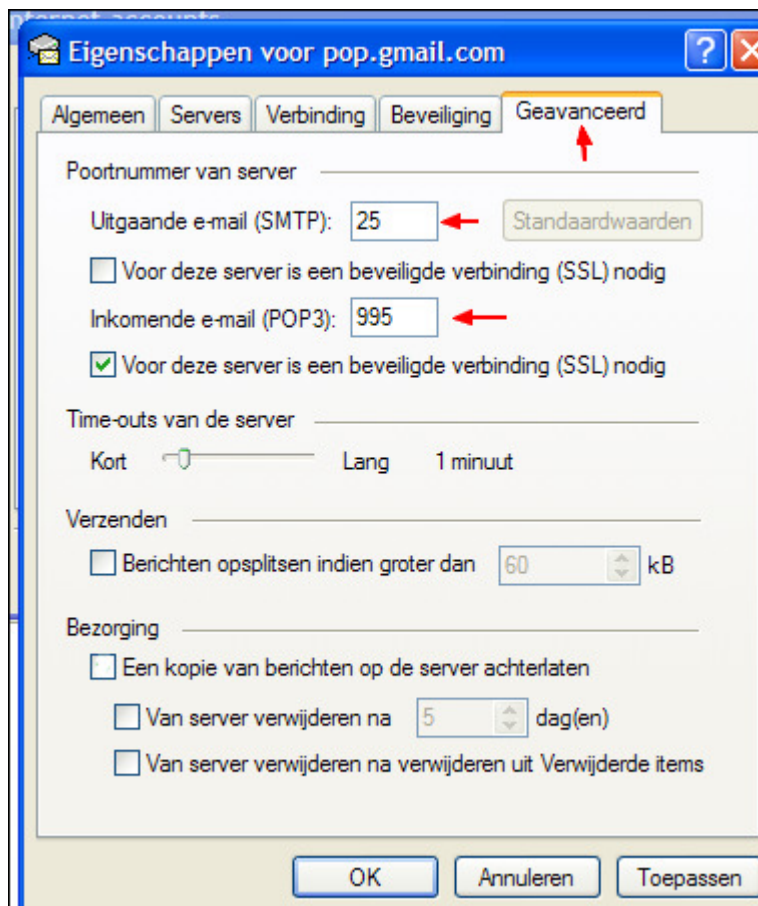 nternet-accounts
Eigenschappen voor pop.gmail.com
Algemeen Servers Verbinding Beveiliging Geavanceerd
Poortnummer van server
Uitgaande e-mail (SMTP): 25 Standaardwaarden
Voor deze server is een beveiligde verbinding (SSL) nodig
Inkomende e-mail (POP3): 995
Voor deze server is een beveiligde verbinding (SSL) nodig
Time-outs van de server
Kort Lang 1 minuut
Verzenden
Berichten opsplitsen indien groter dan 60 kB
Bezorging
Een kopie van berichten op de server achterlaten
Van server verwijderen na 5 dag(en)
Van server verwijderen na verwijderen uit Verwijderde items
OK Annuleren Toepassen